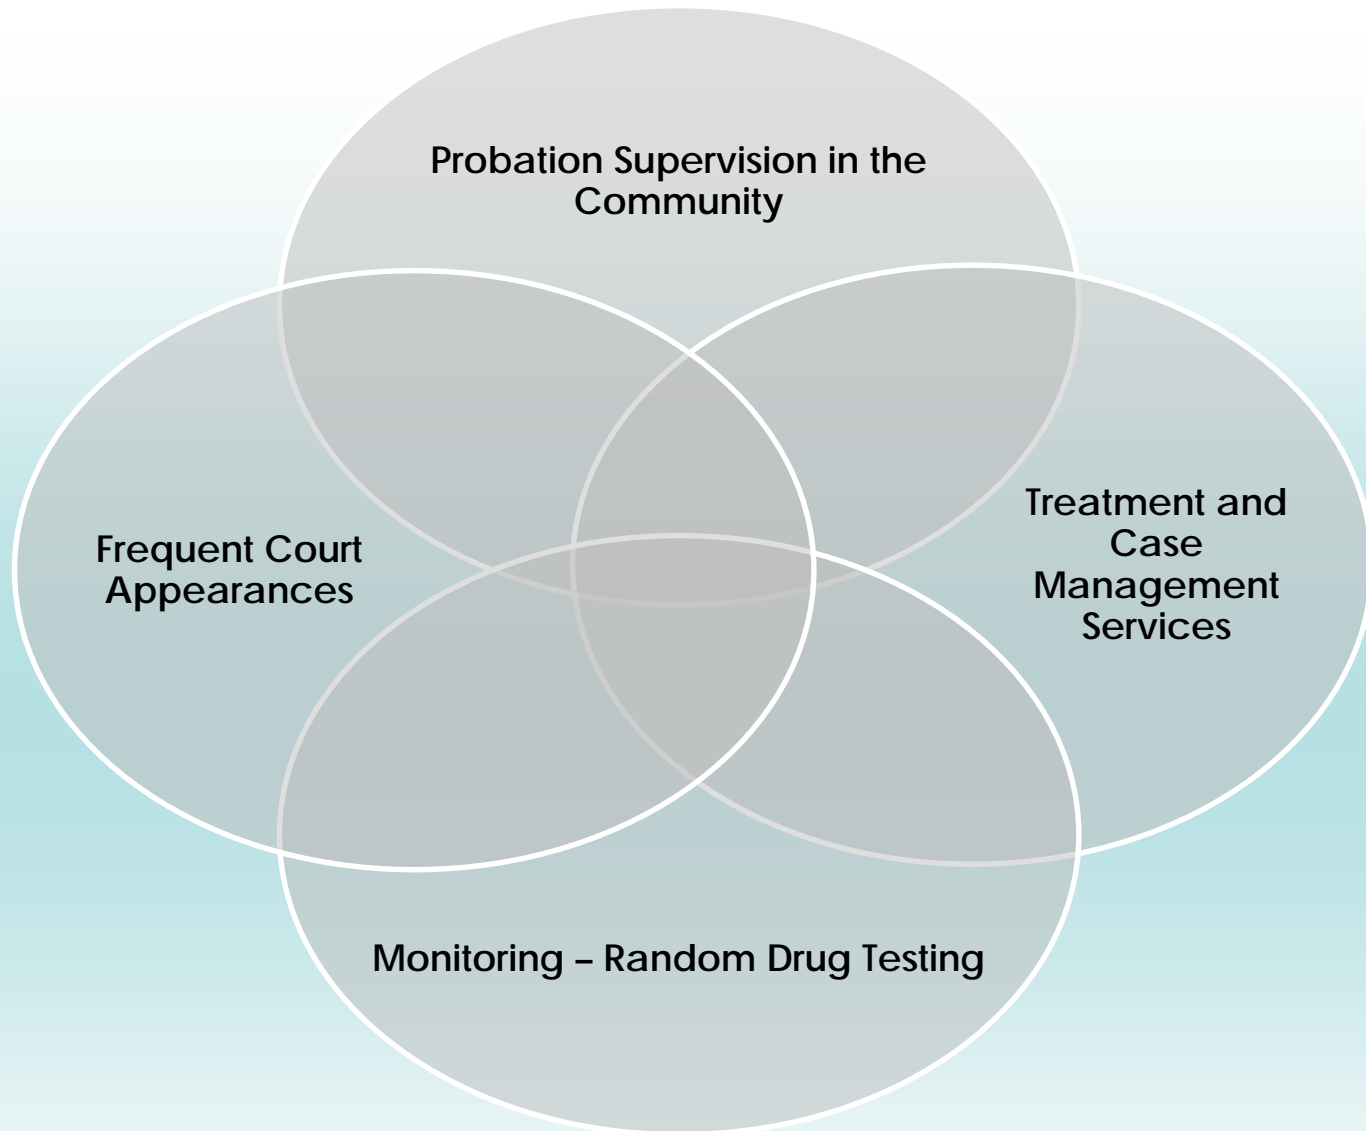 Probation Supervision in the
Community
Frequent Court
Appearances
Treatment and
Case
Management
Services
Monitoring – Random Drug Testing